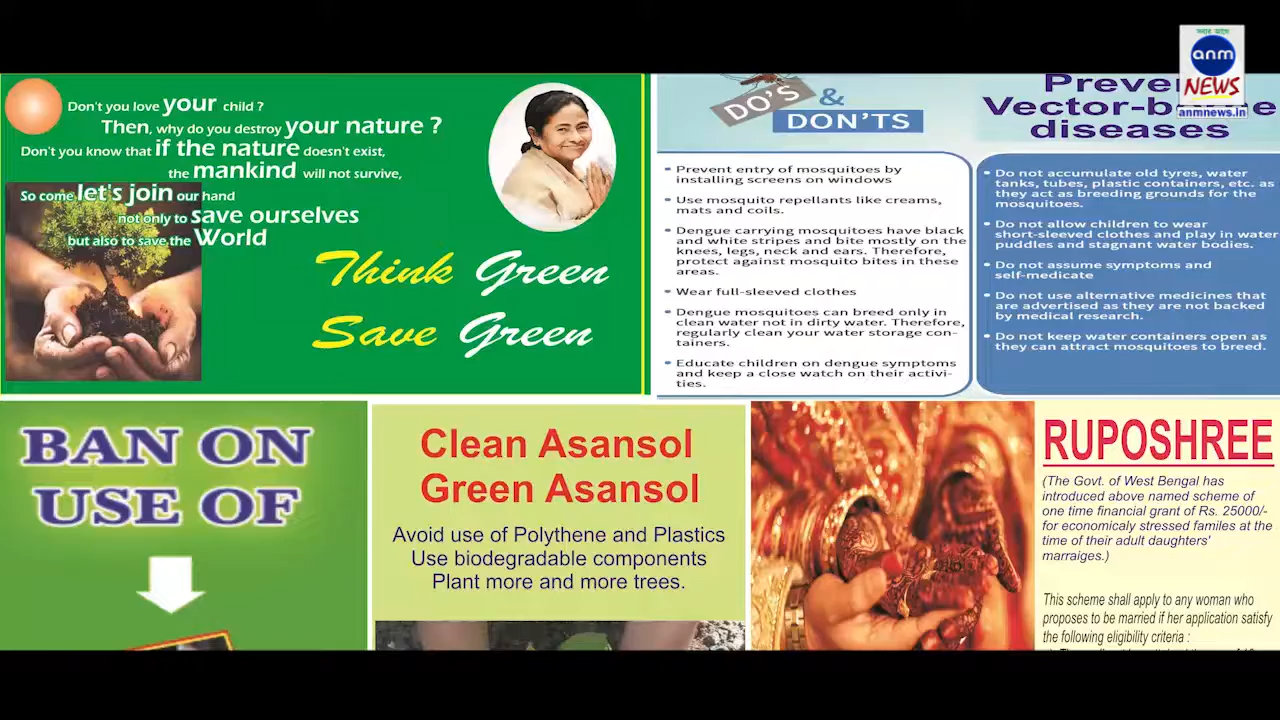 সবার আগে
anm
NEWS
anmnews.in
Don't you love your child ?
Then, why do you destroy your nature ?
Don't you know that if the nature doesn't exist,
the mankind will not survive,
So come let's join our hand
not only to save ourselves
but also to save the World
Think Green
Save Green
DO'S &
DON'TS
Vector-b
diseases
• Prevent entry of mosquitoes by
installing screens on windows
• Use mosquito repellants like creams,
mats and coils.
• Dengue carrying mosquitoes have black
and white stripes and bite mostly on the
knees, legs, neck and ears. Therefore,
protect against mosquito bites in these
areas.
• Wear full-sleeved clothes
• Dengue mosquitoes can breed only in
clean water not in dirty water. Therefore,
regularly clean your water storage con-
tainers.
• Educate children on dengue symptoms
and keep a close watch on their activi-
ties.
• Do not accumulate old tyres, water
tanks, tubes, plastic containers, etc. as
they act as breeding grounds for the
mosquitoes.
• Do not allow children to wear
short-sleeved clothes and play in water
puddles and stagnant water bodies.
• Do not assume symptoms and
self-medicate
• Do not use alternative medicines that
are advertised as they are not backed
by medical research.
• Do not keep water containers open as
they can attract mosquitoes to breed.
BAN ON
USE OF
Clean Asansol
Green Asansol
Avoid use of Polythene and Plastics
Use biodegradable components
Plant more and more trees.
RUPOSHREE
(The Govt. of West Bengal has
introduced above named scheme of
one time financial grant of Rs. 25000/-
for economicaly stressed familes at the
time of their adult daughters'
marraiges.)
This scheme shall apply to any woman who
proposes to be married if her application satisfy
the following eligibility criteria :